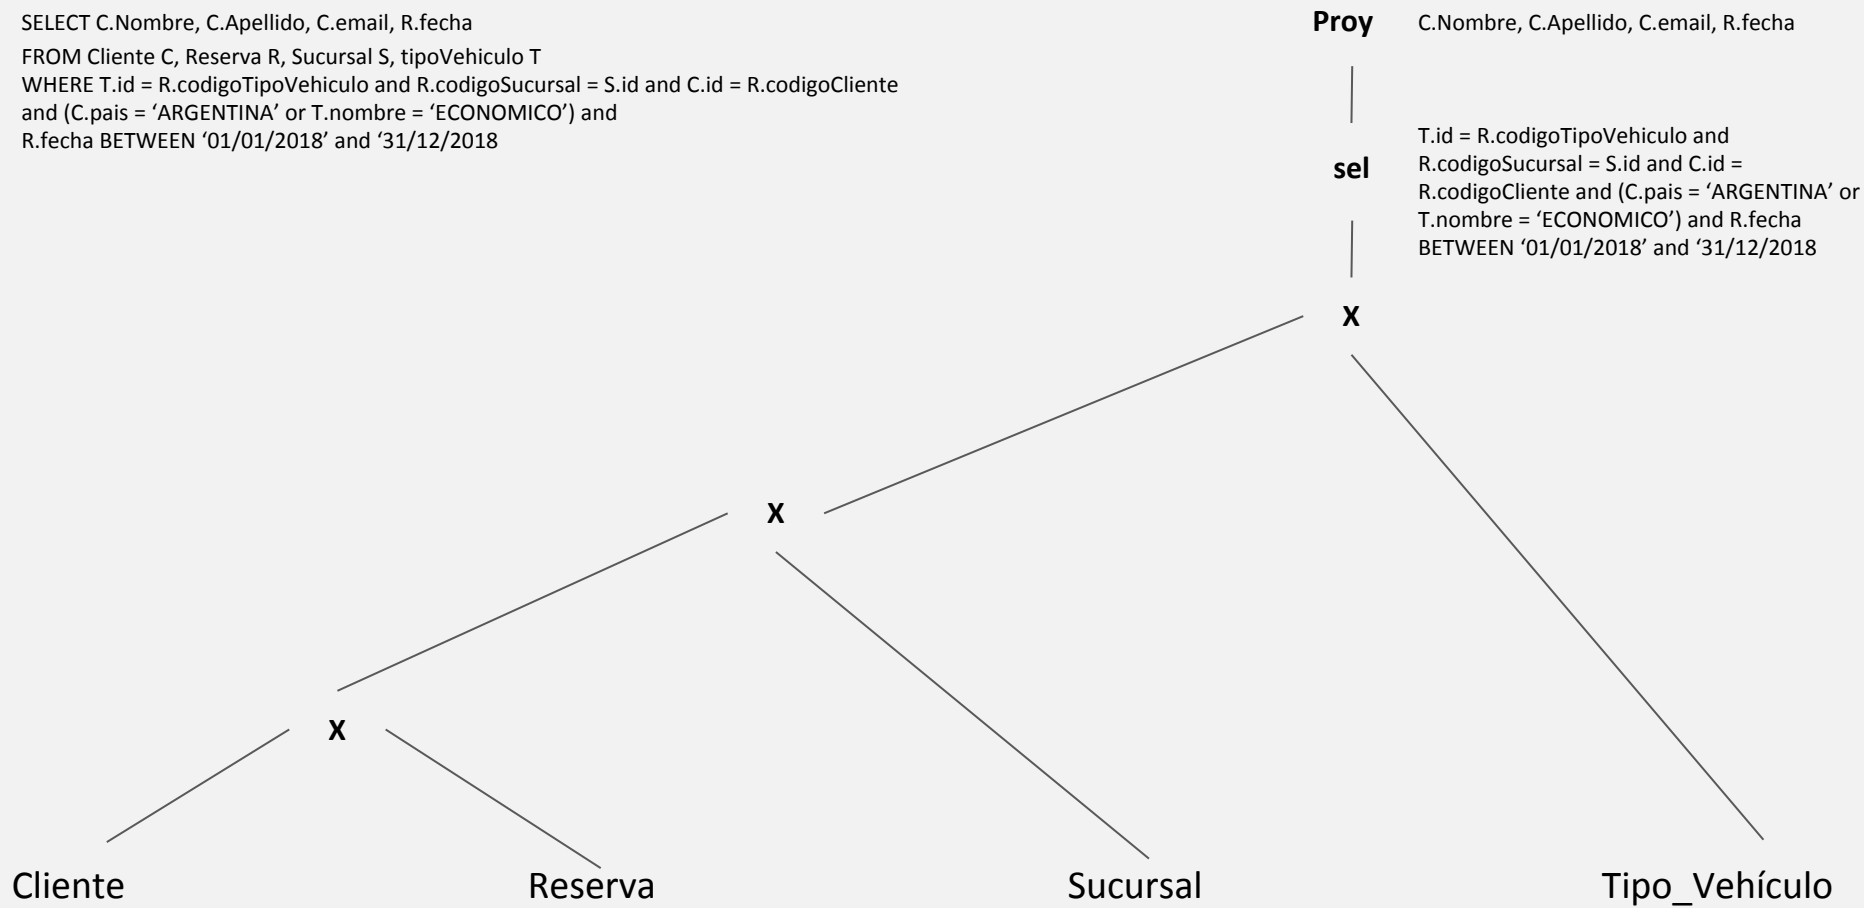 SELECT C.Nombre, C.Apellido, C.email, R.fecha
FROM Cliente C, Reserva R, Sucursal S, tipoVehiculo T
WHERE T.id = R.codigoTipoVehiculo and R.codigoSucursal = S.id and C.id = R.codigoCliente
and (C.pais = ‘ARGENTINA’ or T.nombre = ‘ECONOMICO’) and
R.fecha BETWEEN ‘01/01/2018’ and ‘31/12/2018
Proy
C.Nombre, C.Apellido, C.email, R.fecha
sel
T.id = R.codigoTipoVehiculo and
R.codigoSucursal = S.id and C.id =
R.codigoCliente and (C.pais = ‘ARGENTINA’ or
T.nombre = ‘ECONOMICO’) and R.fecha
BETWEEN ‘01/01/2018’ and ‘31/12/2018
X
X
X
Cliente
Reserva
Sucursal
Tipo_Vehículo